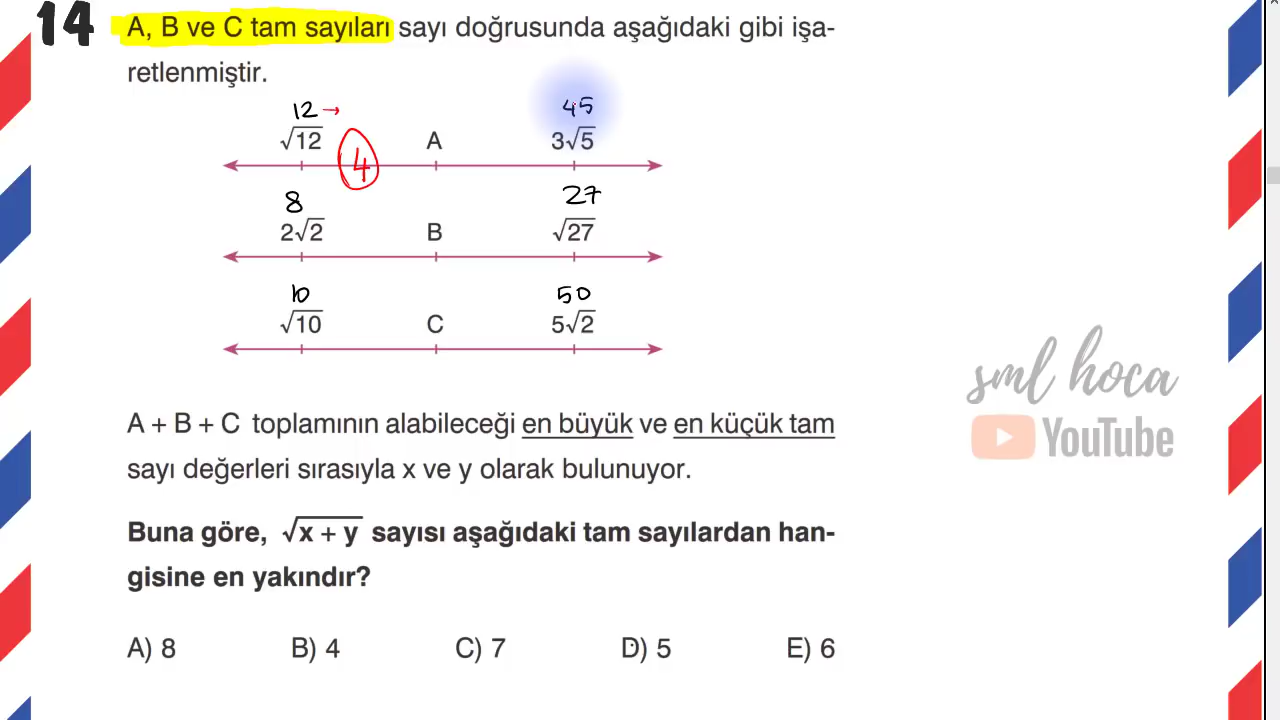 14 A, B ve C tam sayıları sayı doğrusunda aşağıdaki gibi işa-
retlenmiştir.
12 → 45
√12 A 3√5
4
8 27
2√2 B √27
10 50
√10 C 5√2
A + B + C toplamının alabileceği en büyük ve en küçük tam
sayı değerleri sırasıyla x ve y olarak bulunuyor.
Buna göre, √x + y sayısı aşağıdaki tam sayılardan han-
gisine en yakındır?
A) 8 B) 4 C) 7 D) 5 E) 6
sml hoca
YouTube